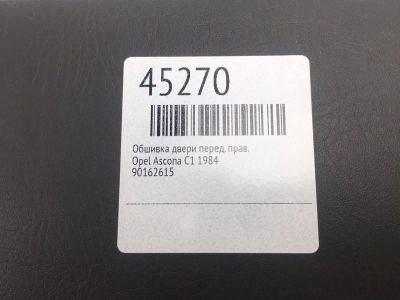 45270
Обшивка двери перед, прав.
Opel Ascona C1 1984
90162615